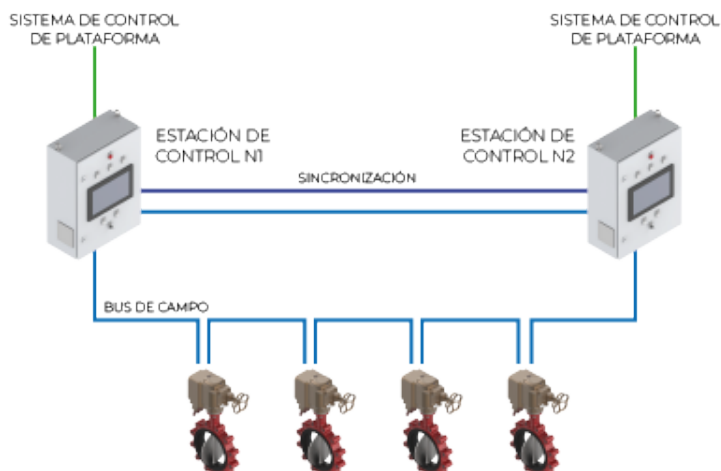 SISTEMA DE CONTROL
DE PLATAFORMA
SISTEMA DE CONTROL
DE PLATAFORMA
ESTACIÓN DE
CONTROL N1
ESTACIÓN DE
CONTROL N2
SINCRONIZACIÓN
BUS DE CAMPO